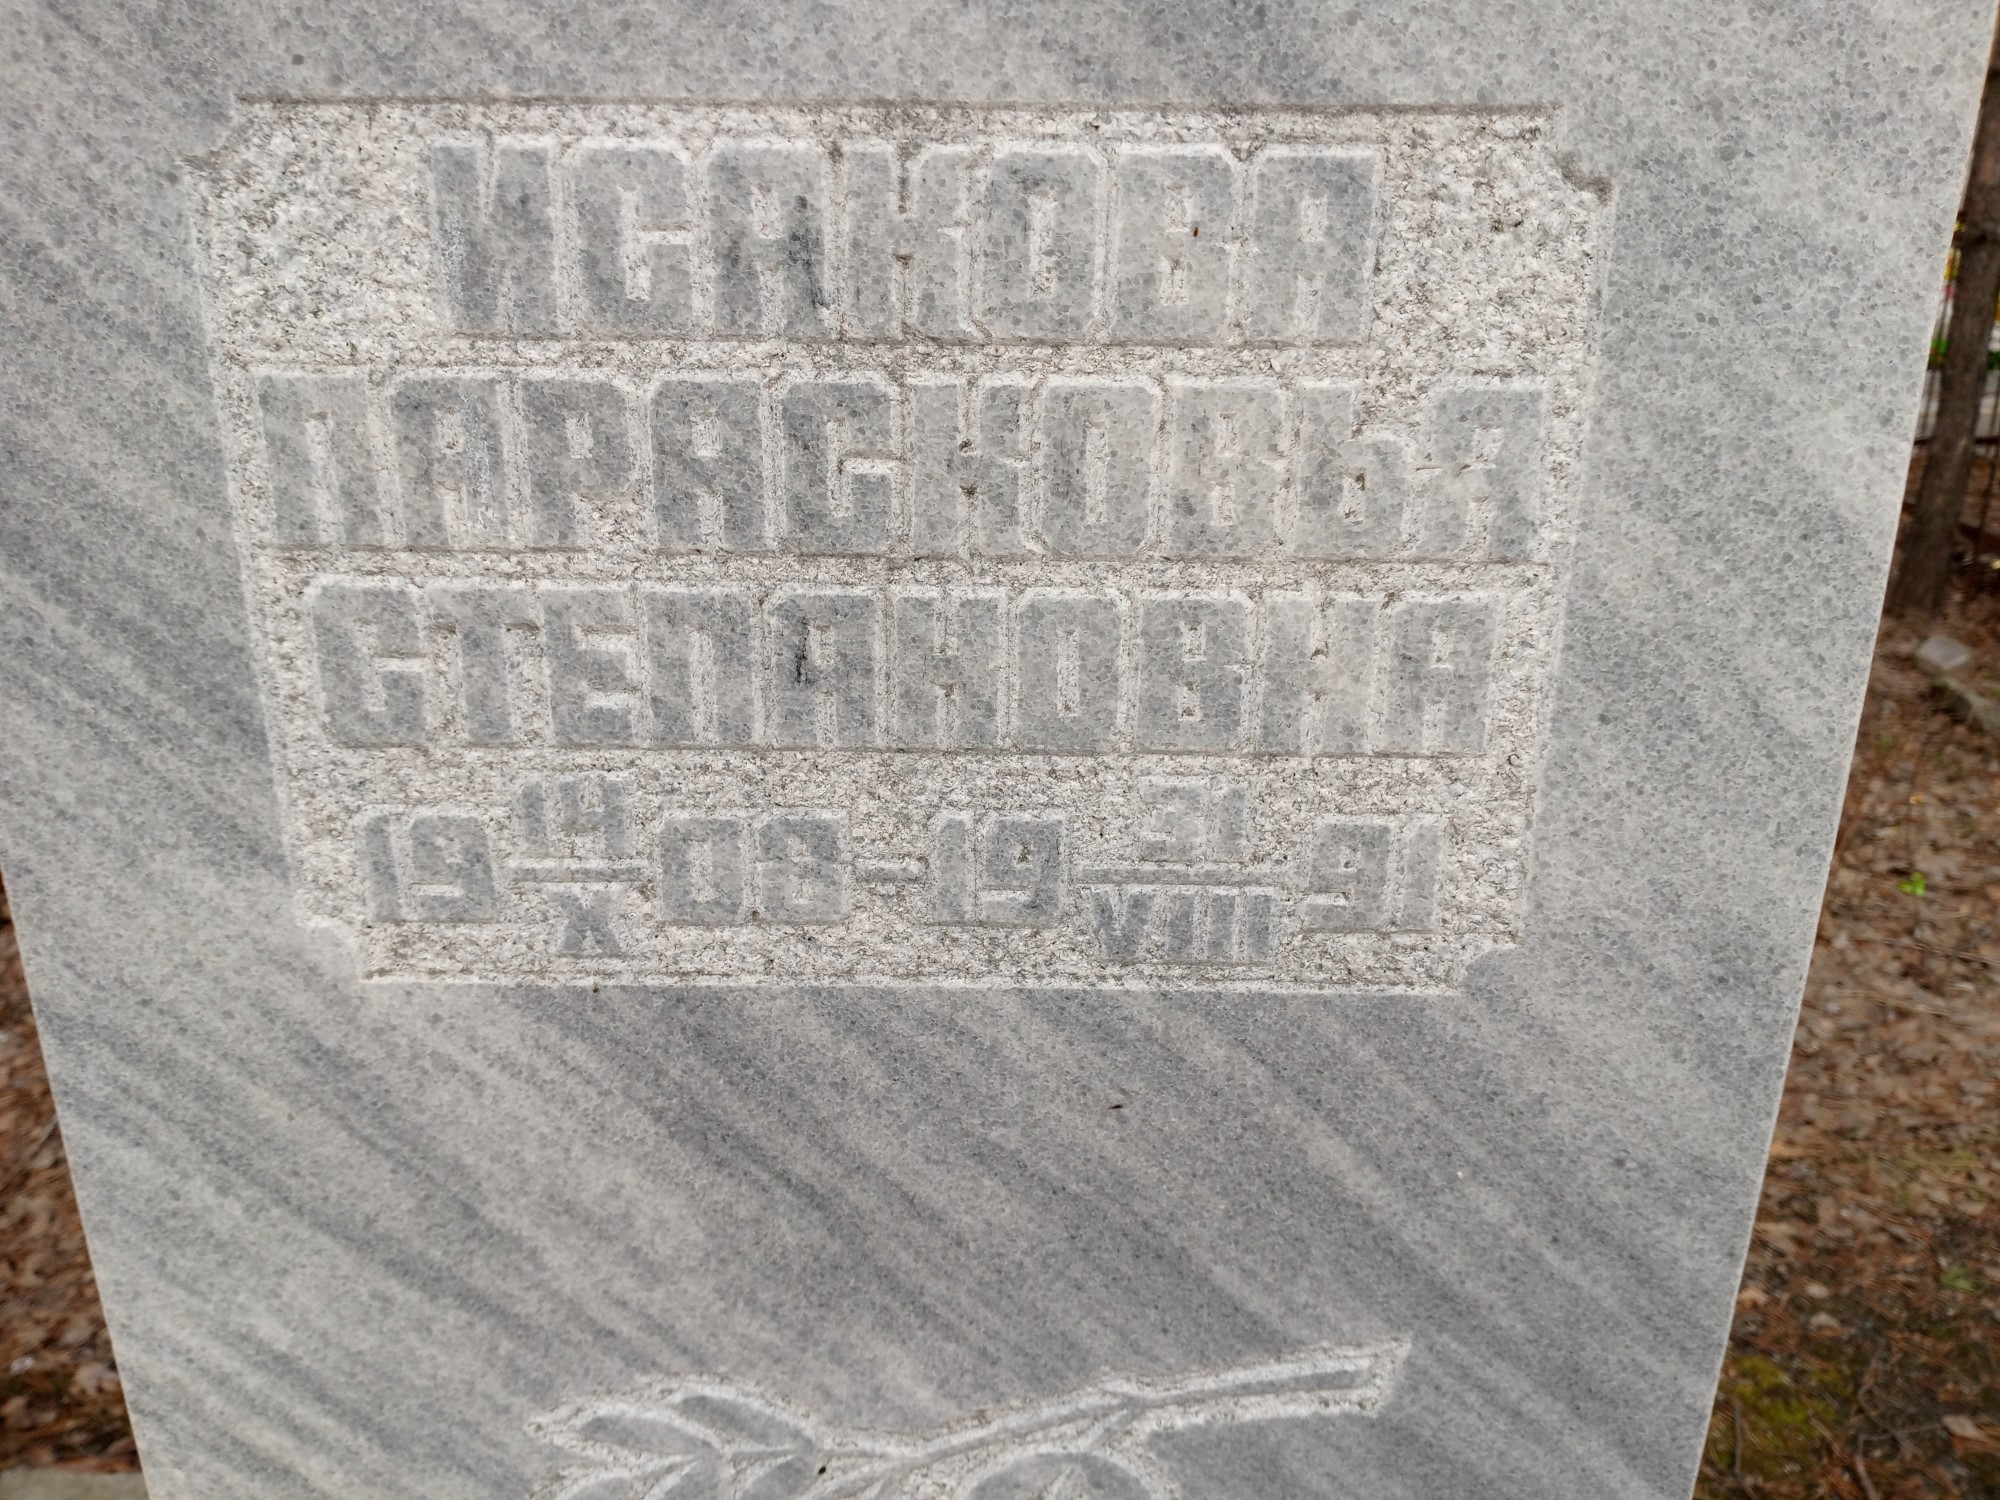 ИСАКОВА
ПАРАСКОВЬЯ
СТЕПАНОВНА
19 14/X 08 - 19 31/VIII 91